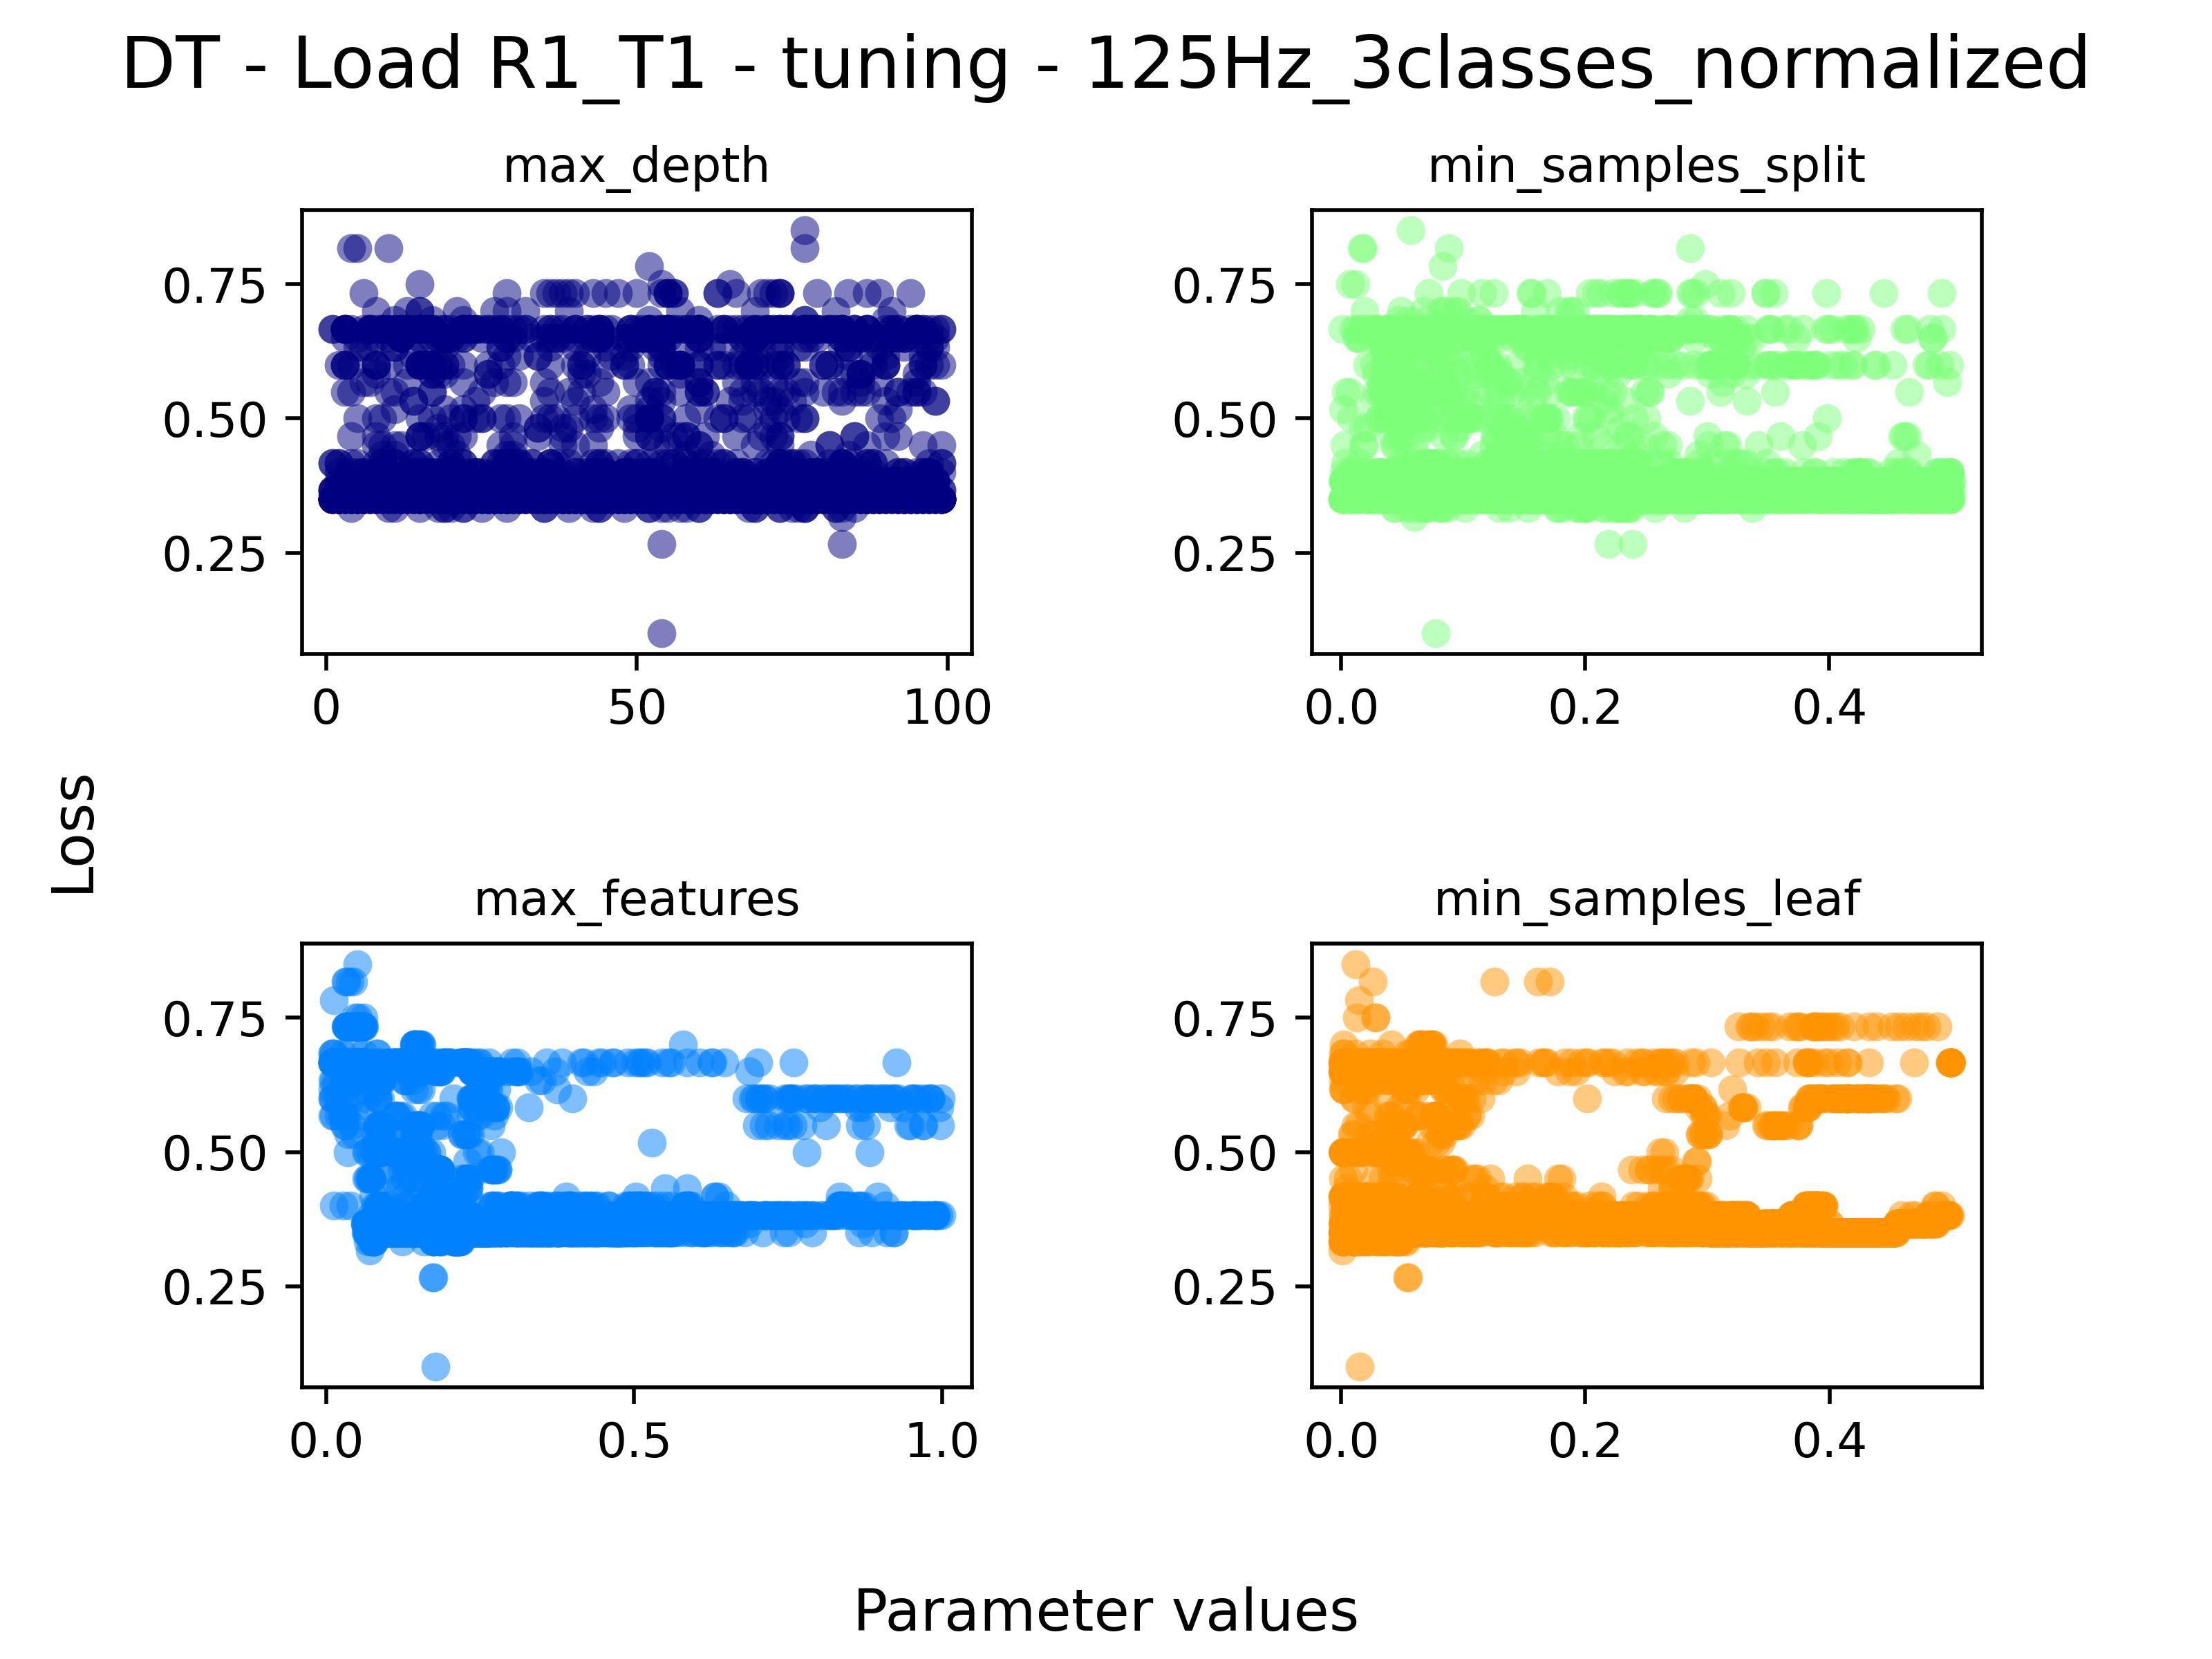 DT - Load R1_T1 - tuning - 125Hz_3classes_normalized
max_depth
0.75
0.50
0.25
0 50 100
min_samples_split
0.75
0.50
0.25
0.0 0.2 0.4
Loss
max_features
0.75
0.50
0.25
0.0 0.5 1.0
min_samples_leaf
0.75
0.50
0.25
0.0 0.2 0.4
Parameter values